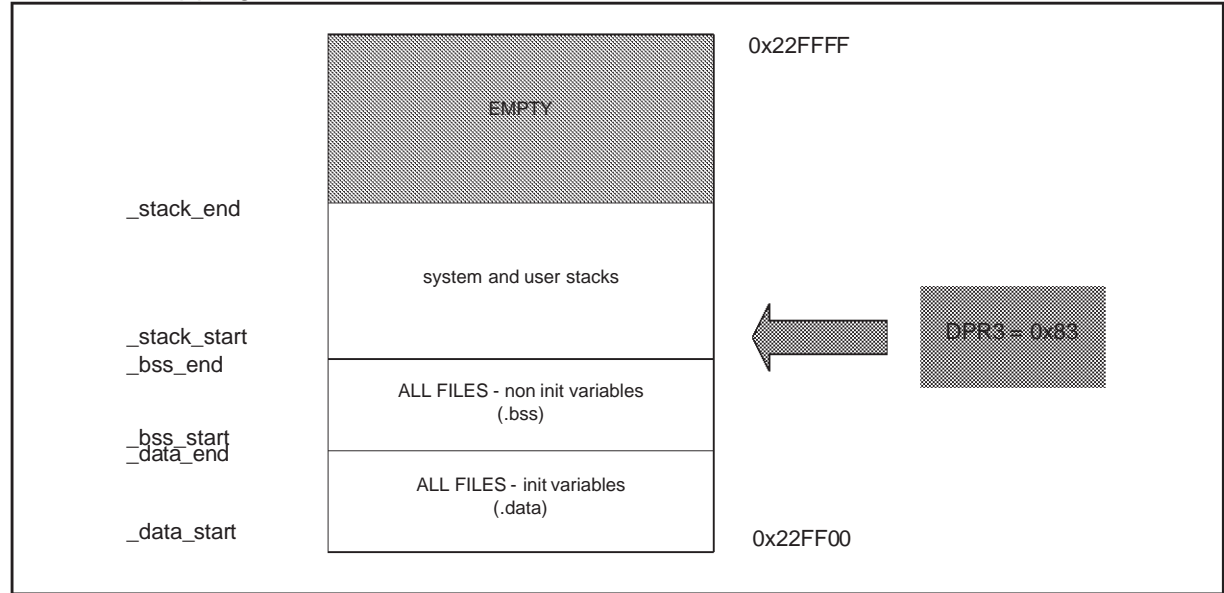 0x22FFFF
EMPTY
_stack_end
system and user stacks
_stack_start
DPR3 = 0x83
_bss_end
ALL FILES - non init variables
(.bss)
_bss_start
_data_end
ALL FILES - init variables
(.data)
_data_start
0x22FF00